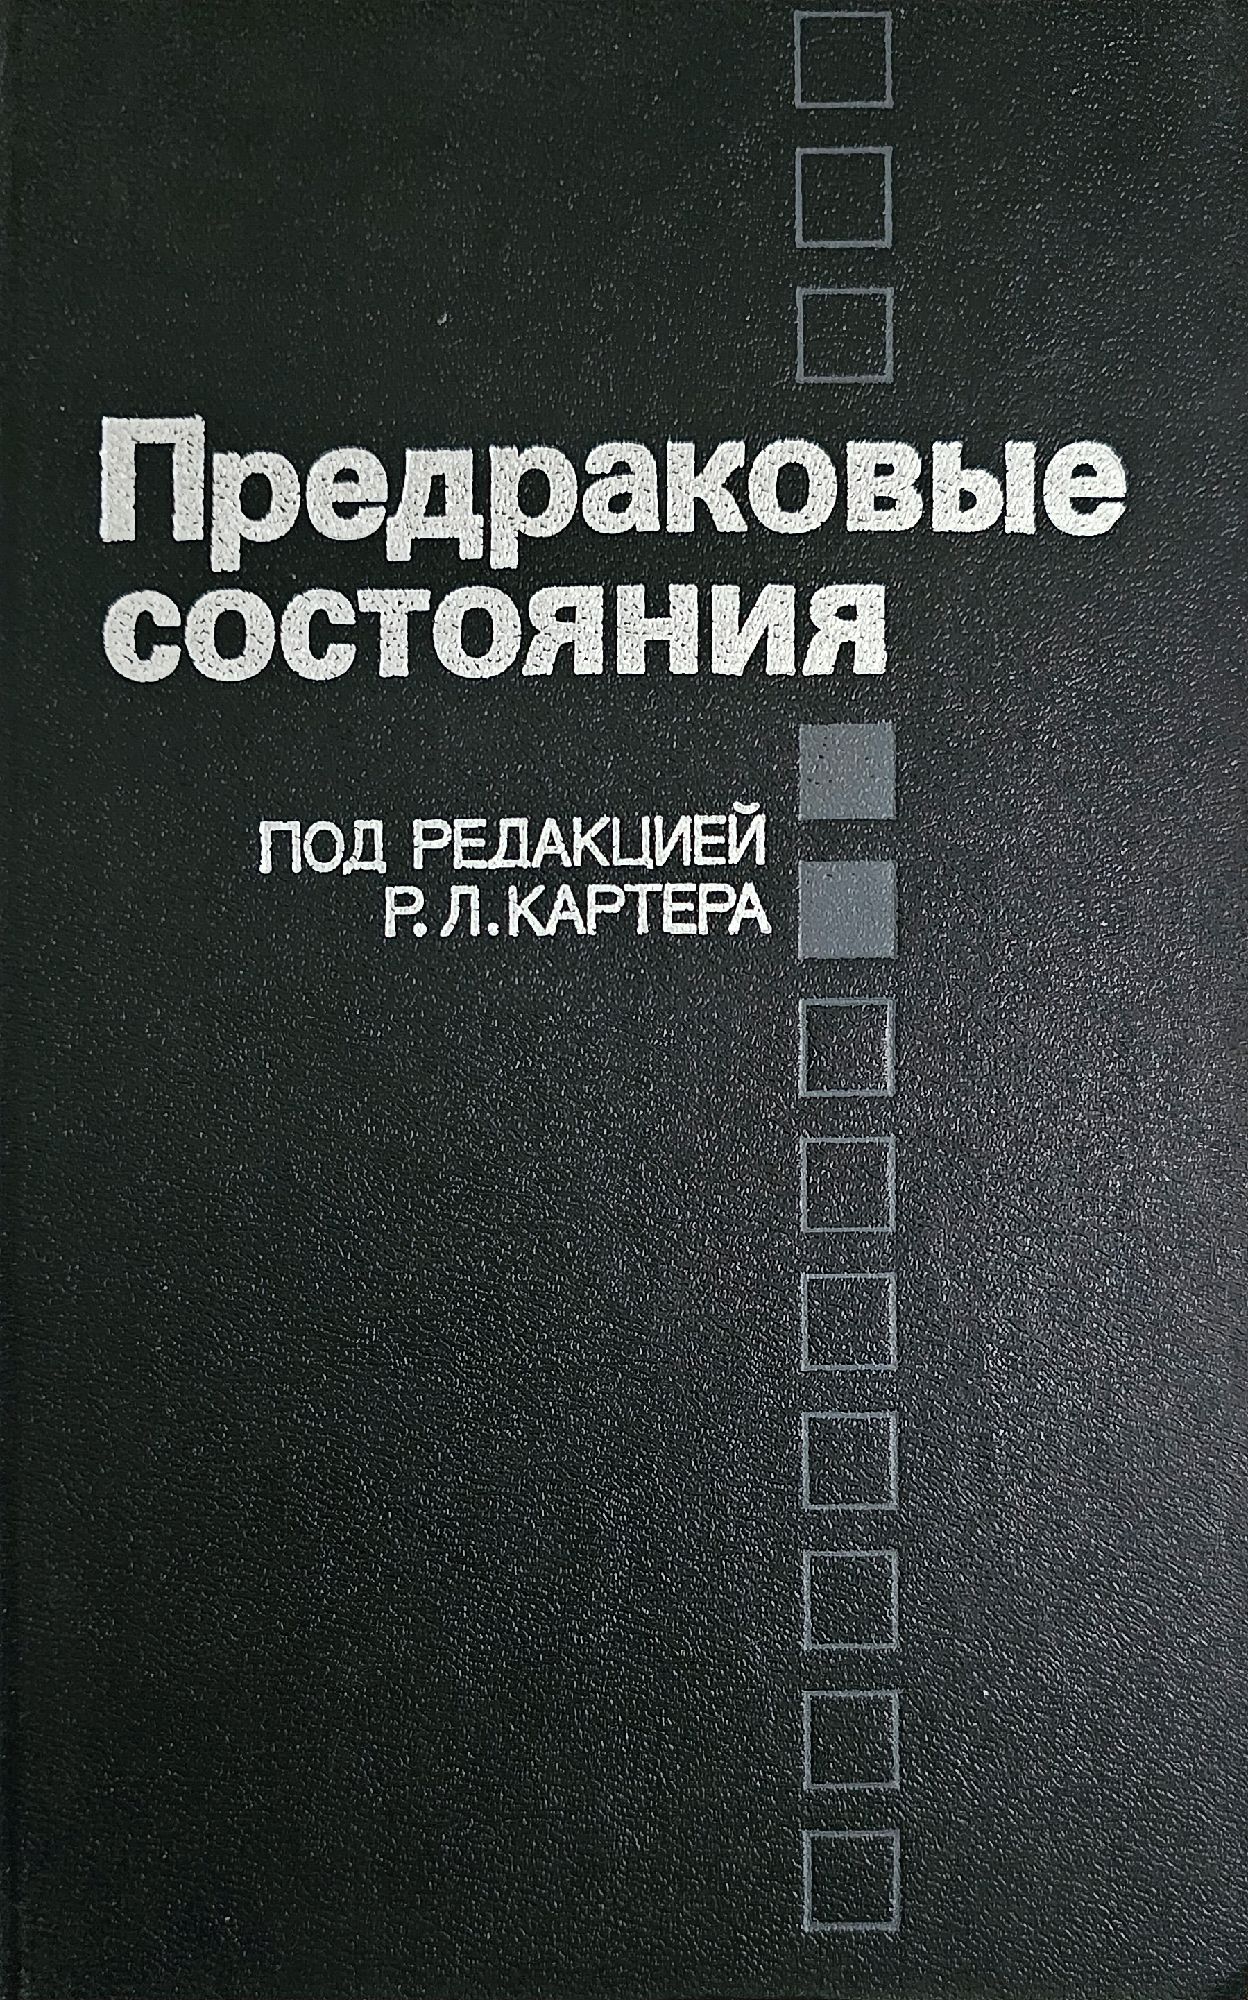 Предраковые
состояния
ПОД РЕДАКЦИЕЙ
Р.Л.КАРТЕРА